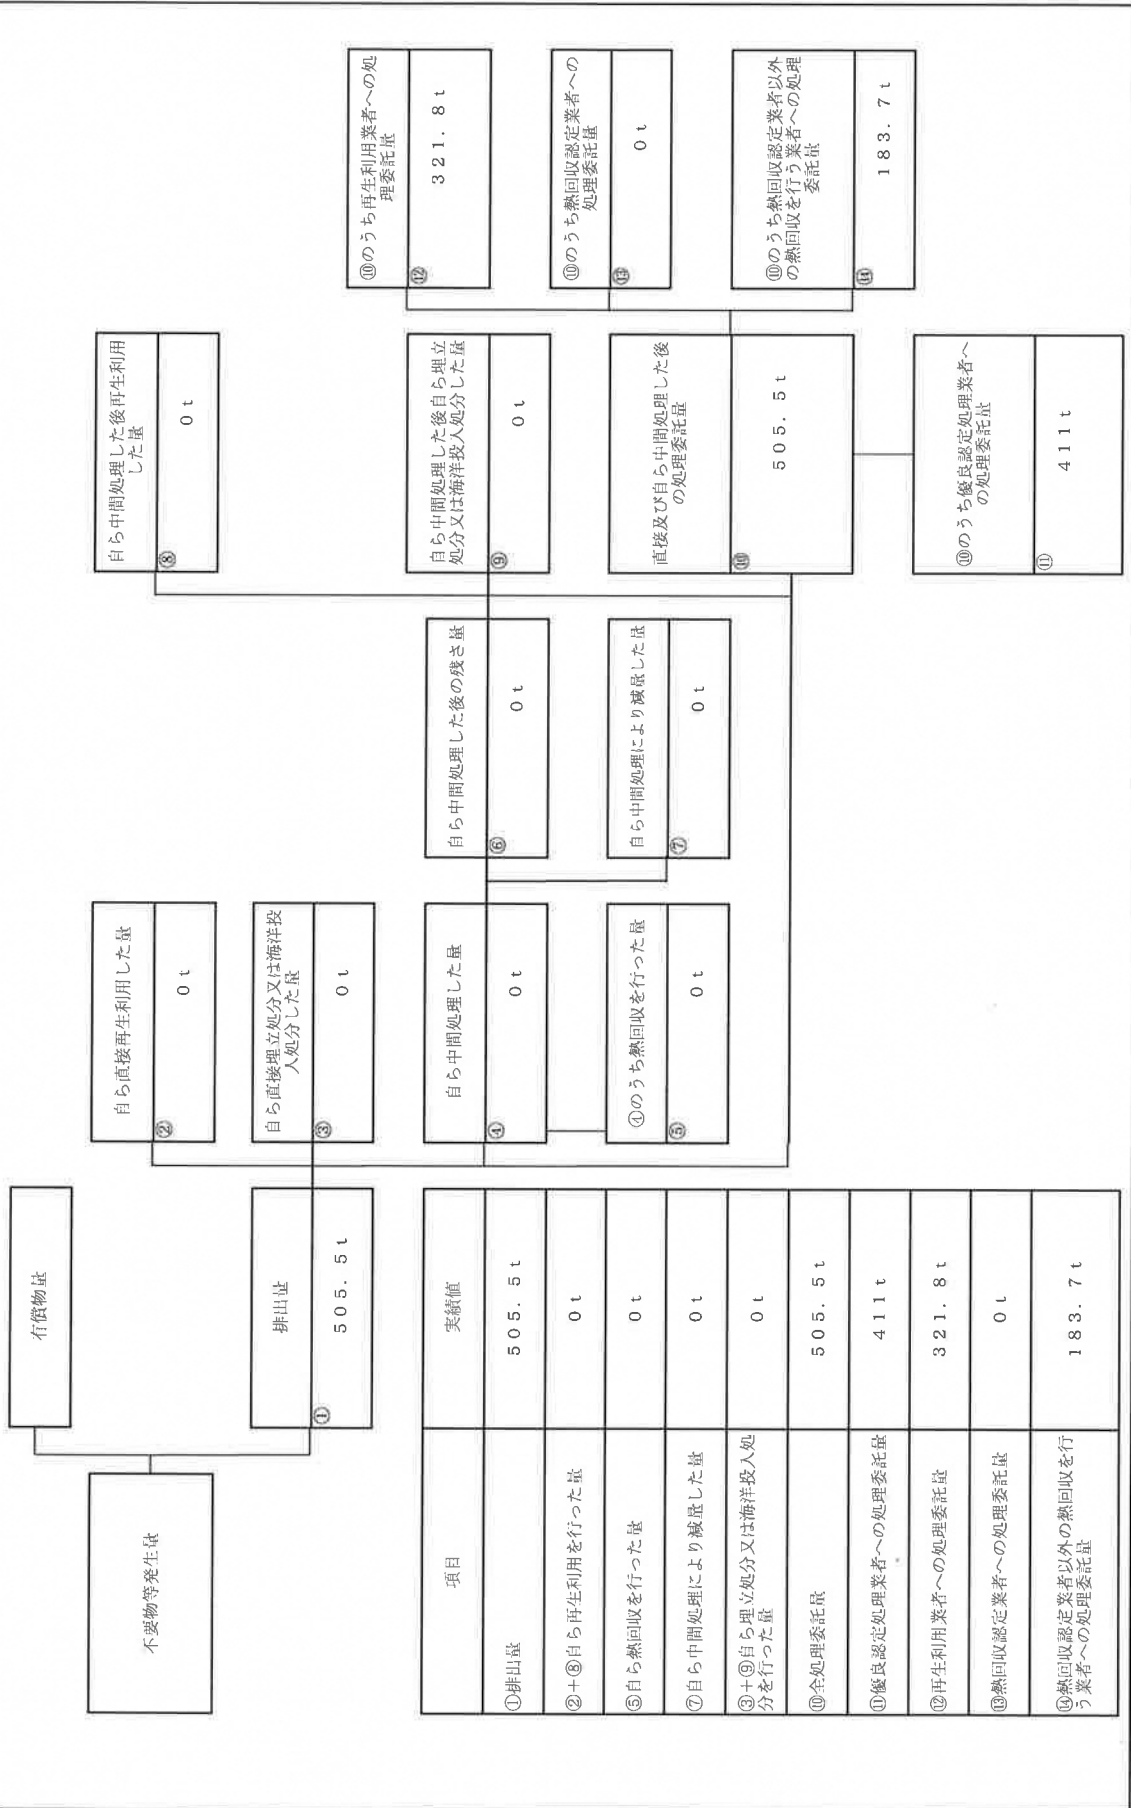 不要物等発生量
有償物量
排出量
①
505.5t
自ら直接再生利用した量
②
0t
自ら直接埋立処分又は海洋投
入処分した量
③
0t
自ら中間処理した量
④
0t
④のうち熱回収を行った量
⑤
0t
自ら中間処理した後の残さ量
⑥
0t
自ら中間処理により減量した量
⑦
0t
自ら中間処理した後再生利用
した量
⑧
0t
自ら中間処理した後自ら埋立
処分又は海洋投入処分した量
⑨
0t
直接及び自ら中間処理した後
の処理委託量
⑩
505.5t
⑩のうち優良認定処理業者へ
の処理委託量
⑪
411t
⑩のうち再生利用業者への処
理委託量
⑫
321.8t
⑩のうち熱回収認定業者への
処理委託量
⑬
0t
⑩のうち熱回収認定業者以外
の熱回収を行う業者への処理
委託量
⑭
183.7t
項目 実績値
①排出量 505.5t
②+⑧自ら再生利用を行った量 0t
⑤自ら熱回収を行った量 0t
⑦自ら中間処理により減量した量 0t
③+⑨自ら埋立処分又は海洋投入処
分を行った量 0t
⑩全処理委託量 505.5t
⑪優良認定処理業者への処理委託量 411t
⑫再生利用業者への処理委託量 321.8t
⑬熱回収認定業者への処理委託量 0t
⑭熱回収認定業者以外の熱回収を行
う業者への処理委託量 183.7t